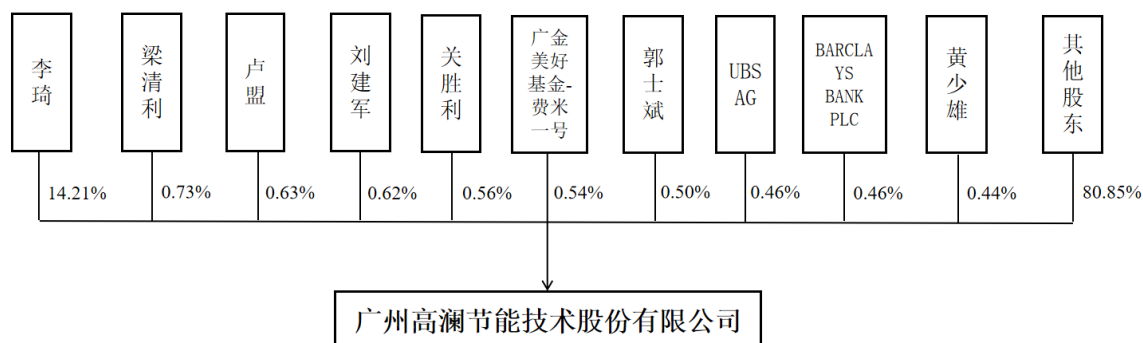 李琦
梁清利
卢盟
刘建军
关胜利
广金
美好
基金-
费米
一号
郭士斌
UBS
AG
BARCLA
YS
BANK
PLC
黄少雄
其他股东
14.21%
0.73%
0.63%
0.62%
0.56%
0.54%
0.50%
0.46%
0.46%
0.44%
80.85%
广州高澜节能技术股份有限公司